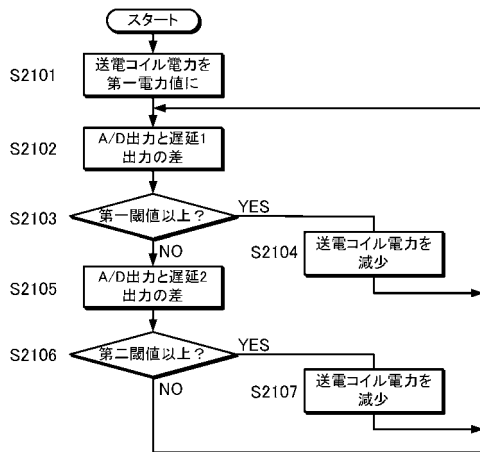 スタート
S2101
送電コイル電力を
第一電力値に
S2102
A/D出力と遅延1
出力の差
S2103
第一閾値以上?
YES
NO
S2104
送電コイル電力を
減少
S2105
A/D出力と遅延2
出力の差
S2106
第二閾値以上?
YES
NO
S2107
送電コイル電力を
減少